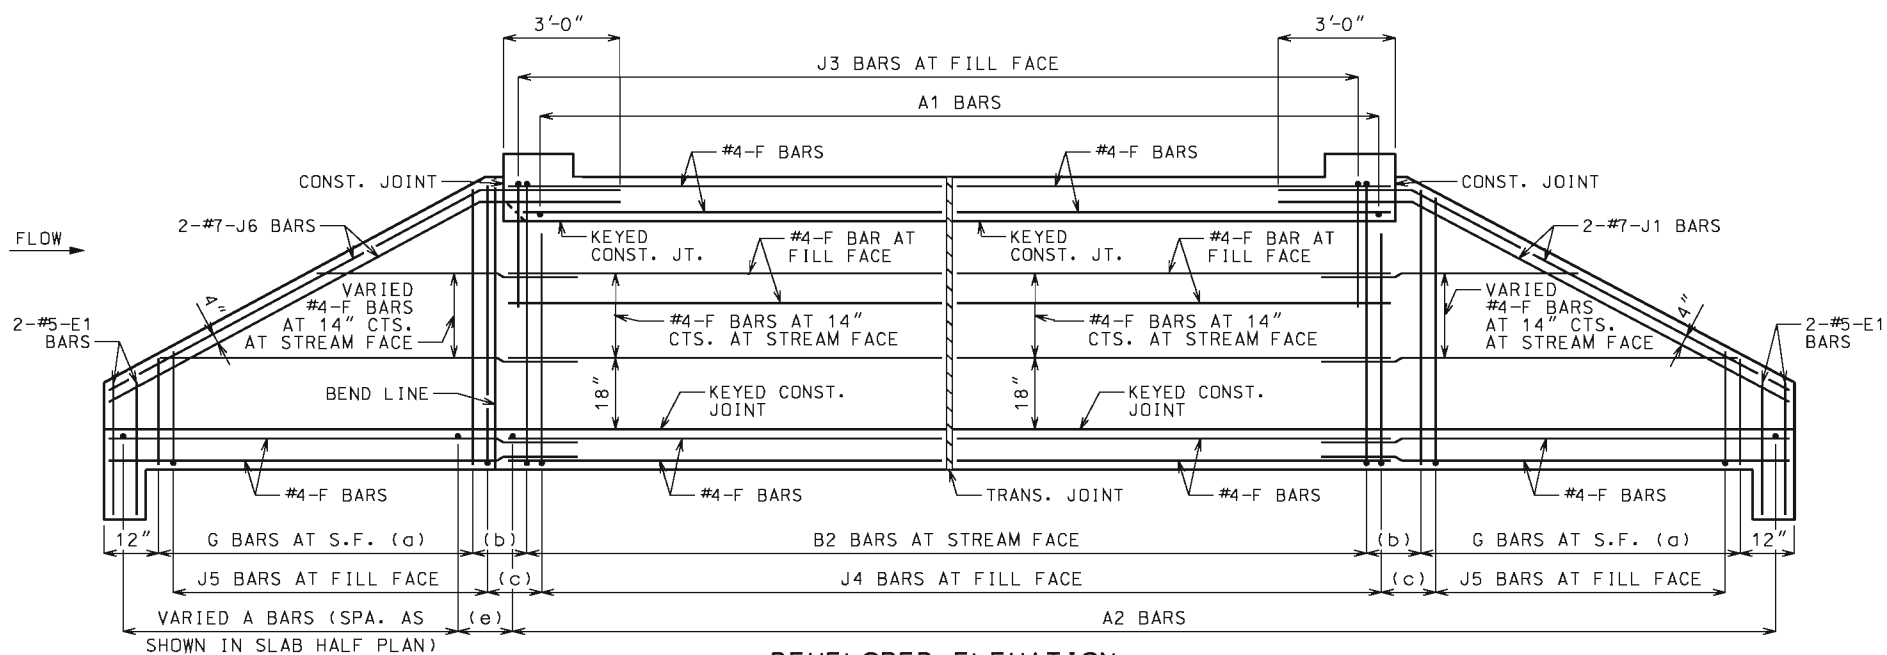 3'-0"
3'-0"
J3 BARS AT FILL FACE
A1 BARS
#4-F BARS
#4-F BARS
CONST. JOINT
CONST. JOINT
2-#7-J6 BARS
2-#7-J1 BARS
FLOW
KEYED
CONST. JT.
#4-F BAR AT
FILL FACE
KEYED
CONST. JT.
#4-F BAR AT
FILL FACE
VARIED
#4-F BARS
AT 14" CTS.
AT STREAM FACE
4"
#4-F BARS AT 14"
CTS. AT STREAM FACE
#4-F BARS AT 14"
CTS. AT STREAM FACE
VARIED
#4-F BARS
AT 14" CTS.
AT STREAM FACE
4"
2-#5-E1
BARS
2-#5-E1
BARS
BEND LINE
18"
KEYED CONST.
JOINT
18"
KEYED CONST.
JOINT
#4-F BARS
#4-F BARS
TRANS. JOINT
#4-F BARS
#4-F BARS
12"
G BARS AT S.F. (a)
(b)
B2 BARS AT STREAM FACE
(b)
G BARS AT S.F. (a)
12"
J5 BARS AT FILL FACE
(c)
J4 BARS AT FILL FACE
(c)
J5 BARS AT FILL FACE
VARIED A BARS (SPA. AS
SHOWN IN SLAB HALF PLAN)
(e)
A2 BARS